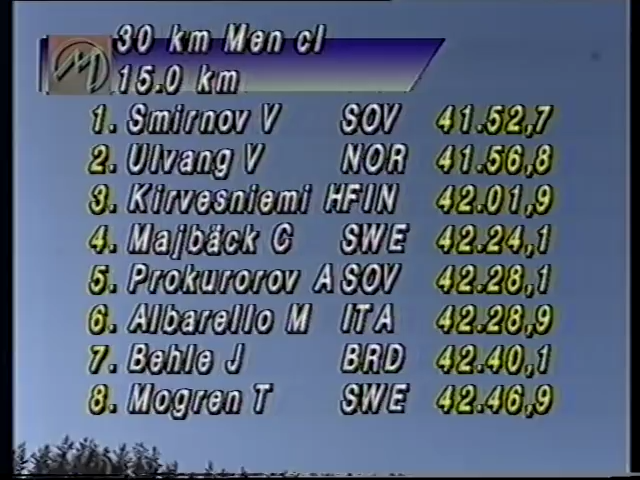 30 km Men cl
15.0 km
1. Smirnov V SOV 41.52,7
2. Ulvang V NOR 41.56,8
3. Kirvesniemi H FIN 42.01,9
4. Majbäck C SWE 42.24,1
5. Prokurorov A SOV 42.28,1
6. Albarello M ITA 42.28,9
7. Behle J BRD 42.40,1
8. Mogren T SWE 42.46,9